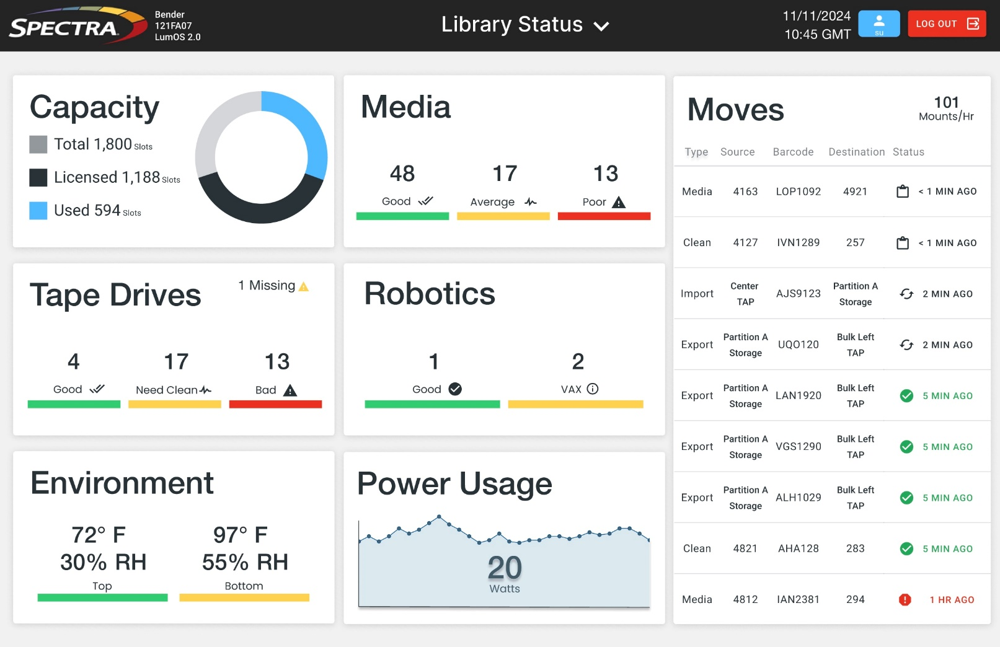 SPECTRA
Bender
121FA07
LumOS 2.0
Library Status
11/11/2024
10:45 GMT
su
LOG OUT
Capacity
Total 1,800 Slots
Licensed 1,188 Slots
Used 594 Slots
Media
48 17 13
Good Average Poor
Tape Drives
1 Missing
4 17 13
Good Need Clean Bad
Robotics
1 2
Good VAX
Environment
72° F 97° F
30% RH 55% RH
Top Bottom
Power Usage
20
Watts
Moves
101
Mounts/Hr
Type Source Barcode Destination Status
Media 4163 LOP1092 4921 < 1 MIN AGO
Clean 4127 IVN1289 257 < 1 MIN AGO
Import Center TAP AJS9123 Partition A Storage 2 MIN AGO
Export Partition A Storage UQO120 Bulk Left TAP 2 MIN AGO
Export Partition A Storage LAN1920 Bulk Left TAP 5 MIN AGO
Export Partition A Storage VGS1290 Bulk Left TAP 5 MIN AGO
Export Partition A Storage ALH1029 Bulk Left TAP 5 MIN AGO
Clean 4821 AHA128 283 5 MIN AGO
Media 4812 IAN2381 294 1 HR AGO